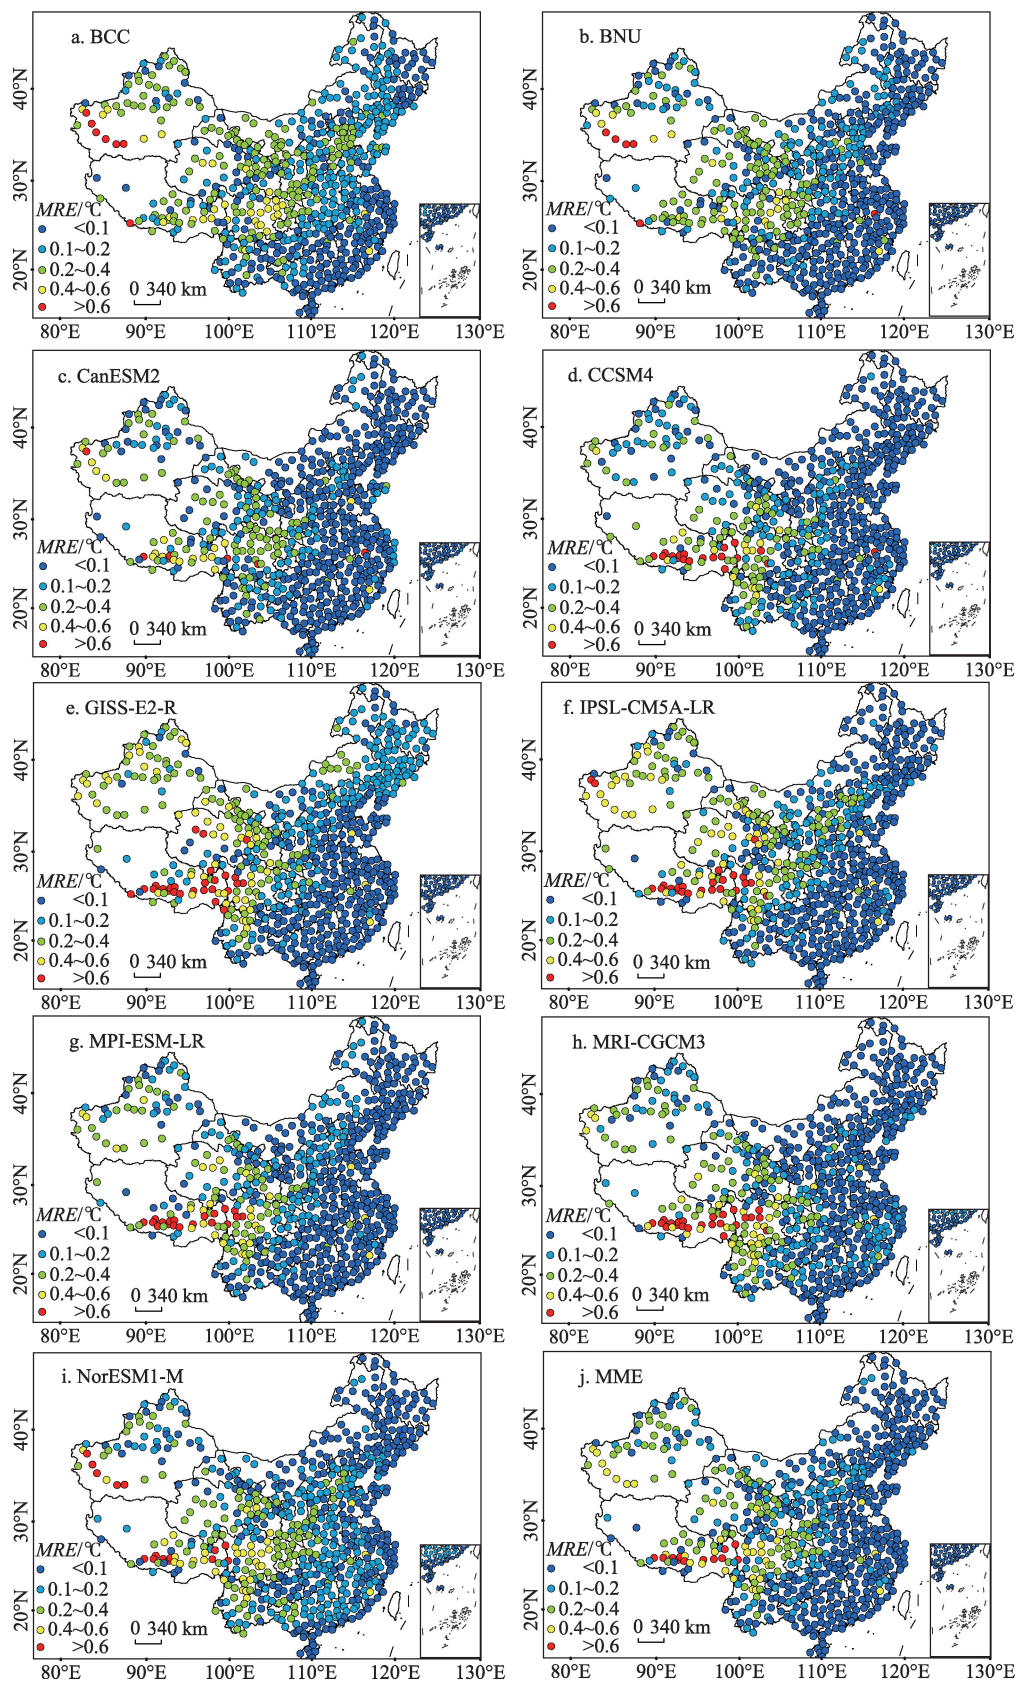 a. BCC
40°N
30°N
20°N
MRE/℃
<0.1
0.1~0.2
0.2~0.4
0.4~0.6
>0.6
0 340 km
80°E 90°E 100°E 110°E 120°E 130°E
b. BNU
40°N
30°N
20°N
MRE/℃
<0.1
0.1~0.2
0.2~0.4
0.4~0.6
>0.6
0 340 km
80°E 90°E 100°E 110°E 120°E 130°E
c. CanESM2
40°N
30°N
20°N
MRE/℃
<0.1
0.1~0.2
0.2~0.4
0.4~0.6
>0.6
0 340 km
80°E 90°E 100°E 110°E 120°E 130°E
d. CCSM4
40°N
30°N
20°N
MRE/℃
<0.1
0.1~0.2
0.2~0.4
0.4~0.6
>0.6
0 340 km
80°E 90°E 100°E 110°E 120°E 130°E
e. GISS-E2-R
40°N
30°N
20°N
MRE/℃
<0.1
0.1~0.2
0.2~0.4
0.4~0.6
>0.6
0 340 km
80°E 90°E 100°E 110°E 120°E 130°E
f. IPSL-CM5A-LR
40°N
30°N
20°N
MRE/℃
<0.1
0.1~0.2
0.2~0.4
0.4~0.6
>0.6
0 340 km
80°E 90°E 100°E 110°E 120°E 130°E
g. MPI-ESM-LR
40°N
30°N
20°N
MRE/℃
<0.1
0.1~0.2
0.2~0.4
0.4~0.6
>0.6
0 340 km
80°E 90°E 100°E 110°E 120°E 130°E
h. MRI-CGCM3
40°N
30°N
20°N
MRE/℃
<0.1
0.1~0.2
0.2~0.4
0.4~0.6
>0.6
0 340 km
80°E 90°E 100°E 110°E 120°E 130°E
i. NorESM1-M
40°N
30°N
20°N
MRE/℃
<0.1
0.1~0.2
0.2~0.4
0.4~0.6
>0.6
0 340 km
80°E 90°E 100°E 110°E 120°E 130°E
j. MME
40°N
30°N
20°N
MRE/℃
<0.1
0.1~0.2
0.2~0.4
0.4~0.6
>0.6
0 340 km
80°E 90°E 100°E 110°E 120°E 130°E